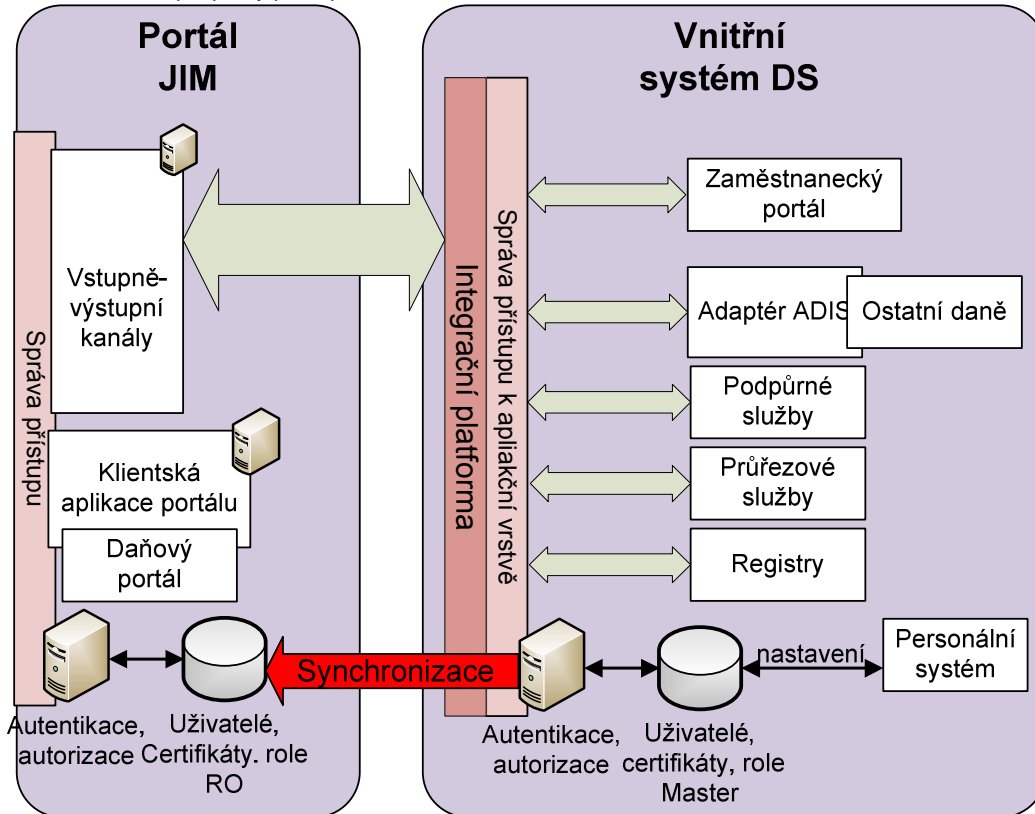 Portál
JIM
Vstupně-
výstupní
kanály
Správa přístupu
Klientská
aplikace portálu
Daňový
portál
Autentikace,
autorizace
Uživatelé,
Certifikáty. role
RO
Synchronizace
Vnitřní
systém DS
Integrační platforma
Správa přístupu k apliakční vrstvě
Zaměstnanecký
portál
Adaptér ADIS
Ostatní daně
Podpůrné
služby
Průřezové
služby
Registry
Autentikace,
autorizace
Uživatelé,
certifikáty, role
Master
nastavení
Personální
systém